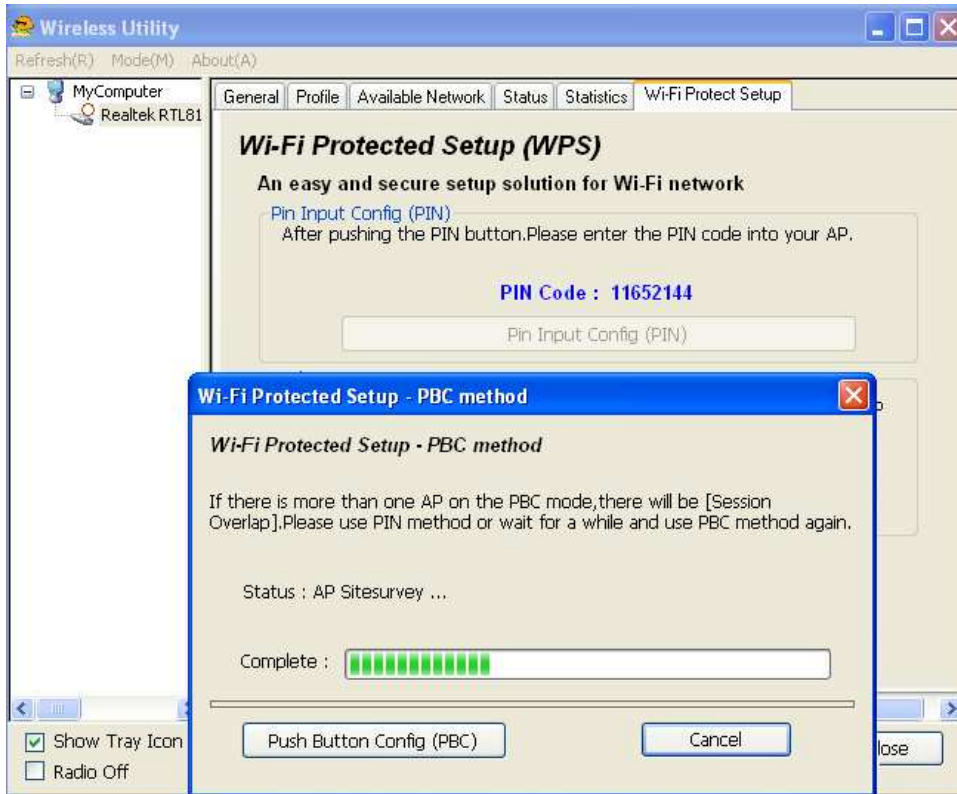 Wireless Utility
Refresh(R) Mode(M) About(A)
MyComputer
Realtek RTL81
General Profile Available Network Status Statistics Wi-Fi Protect Setup
Wi-Fi Protected Setup (WPS)
An easy and secure setup solution for Wi-Fi network
Pin Input Config (PIN)
After pushing the PIN button.Please enter the PIN code into your AP.
PIN Code : 11652144
Pin Input Config (PIN)
Wi-Fi Protected Setup - PBC method
Wi-Fi Protected Setup - PBC method
If there is more than one AP on the PBC mode,there will be [Session
Overlap].Please use PIN method or wait for a while and use PBC method again.
Status : AP Sitesurvey ...
Complete :
Push Button Config (PBC)
Cancel
Show Tray Icon
Radio Off
lose